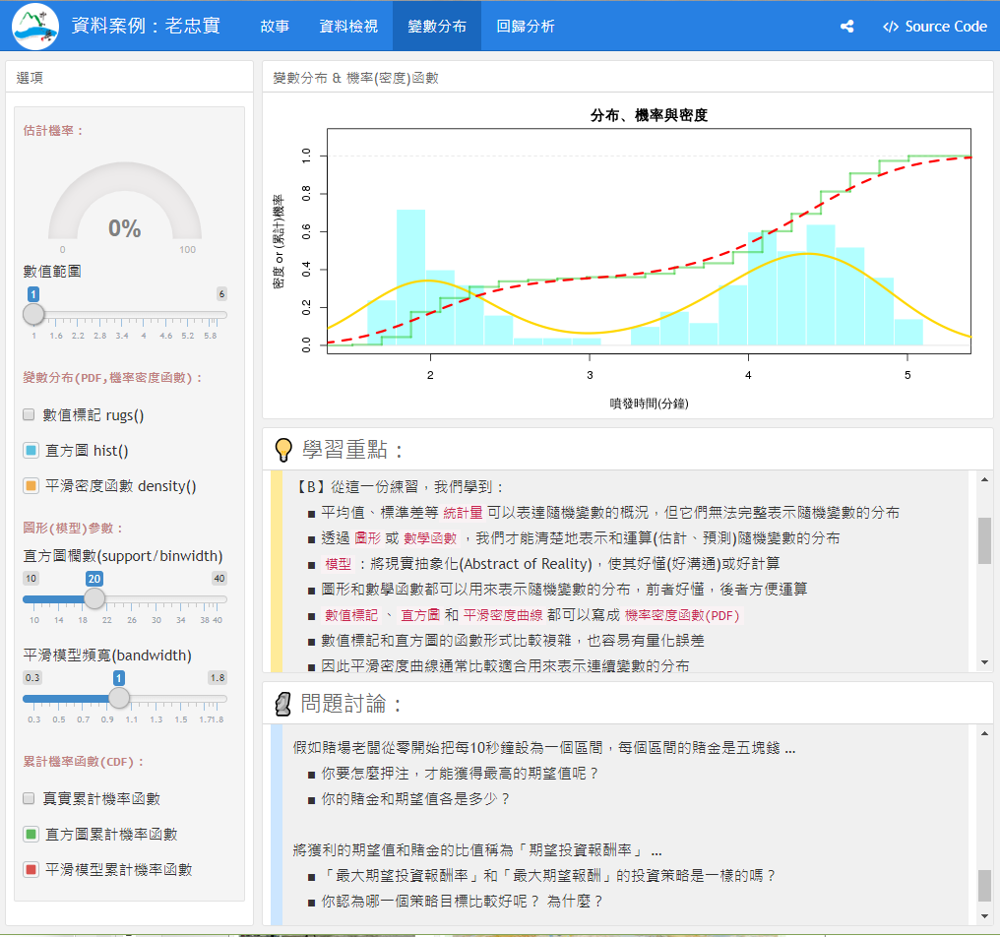 資料案例：老忠實 故事 資料檢視 變數分布 回歸分析 </> Source Code
選項
估計機率：
0%
0 100
數值範圍
1 6
1 1.6 2.2 2.8 3.4 4 4.6 5.2 5.8
變數分布(PDF,機率密度函數)：
數值標記 rugs()
直方圖 hist()
平滑密度函數 density()
圖形(模型)參數：
直方圖欄數(support/binwidth)
10 20 40
10 14 18 22 26 30 34 38 40
平滑模型頻寬(bandwidth)
0.3 1 1.8
0.3 0.5 0.7 0.9 1.1 1.3 1.5 1.71.8
累計機率函數(CDF)：
真實累計機率函數
直方圖累計機率函數
平滑模型累計機率函數
變數分布 & 機率(密度)函數
分布、機率與密度
密度 or (累計)機率
1.0
0.8
0.6
0.4
0.2
0.0
2 3 4 5
噴發時間(分鐘)
學習重點：
【B】從這一份練習，我們學到：
■ 平均值、標準差等 統計量 可以表達隨機變數的概況，但它們無法完整表示隨機變數的分布
■ 透過 圖形 或 數學函數 ，我們才能清楚地表示和運算(估計、預測)隨機變數的分布
■ 模型 ：將現實抽象化(Abstract of Reality)，使其好懂(好溝通)或好計算
■ 圖形和數學函數都可以用來表示隨機變數的分布，前者好懂，後者方便運算
■ 數值標記 、 直方圖 和 平滑密度曲線 都可以寫成 機率密度函數(PDF)
■ 數值標記和直方圖的函數形式比較複雜，也容易有量化誤差
■ 因此平滑密度曲線通常比較適合用來表示連續變數的分布
問題討論：
假如賭場老闆從零開始把每10秒鐘設為一個區間，每個區間的賭金是五塊錢 ...
■ 你要怎麼押注，才能獲得最高的期望值呢？
■ 你的賭金和期望值各是多少？
將獲利的期望值和賭金的比值稱為「期望投資報酬率」 ...
■ 「最大期望投資報酬率」和「最大期望報酬」的投資策略是一樣的嗎？
■ 你認為哪一個策略目標比較好呢？ 為什麼？